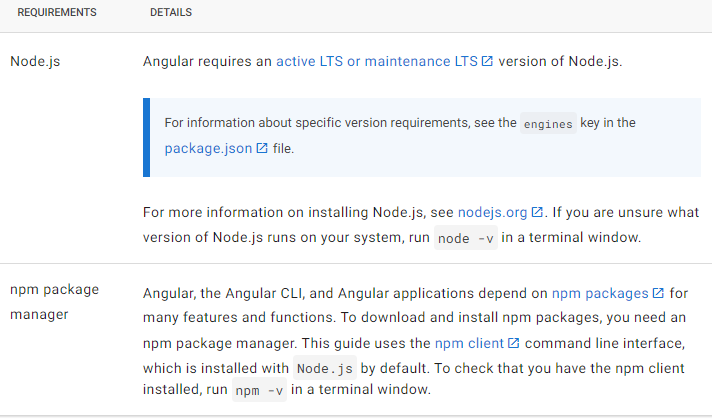 REQUIREMENTS DETAILS
Node.js Angular requires an active LTS or maintenance LTS version of Node.js.
For information about specific version requirements, see the engines key in the
package.json file.
For more information on installing Node.js, see nodejs.org. If you are unsure what
version of Node.js runs on your system, run node -v in a terminal window.
npm package
manager
Angular, the Angular CLI, and Angular applications depend on npm packages for
many features and functions. To download and install npm packages, you need an
npm package manager. This guide uses the npm client command line interface,
which is installed with Node.js by default. To check that you have the npm client
installed, run npm -v in a terminal window.